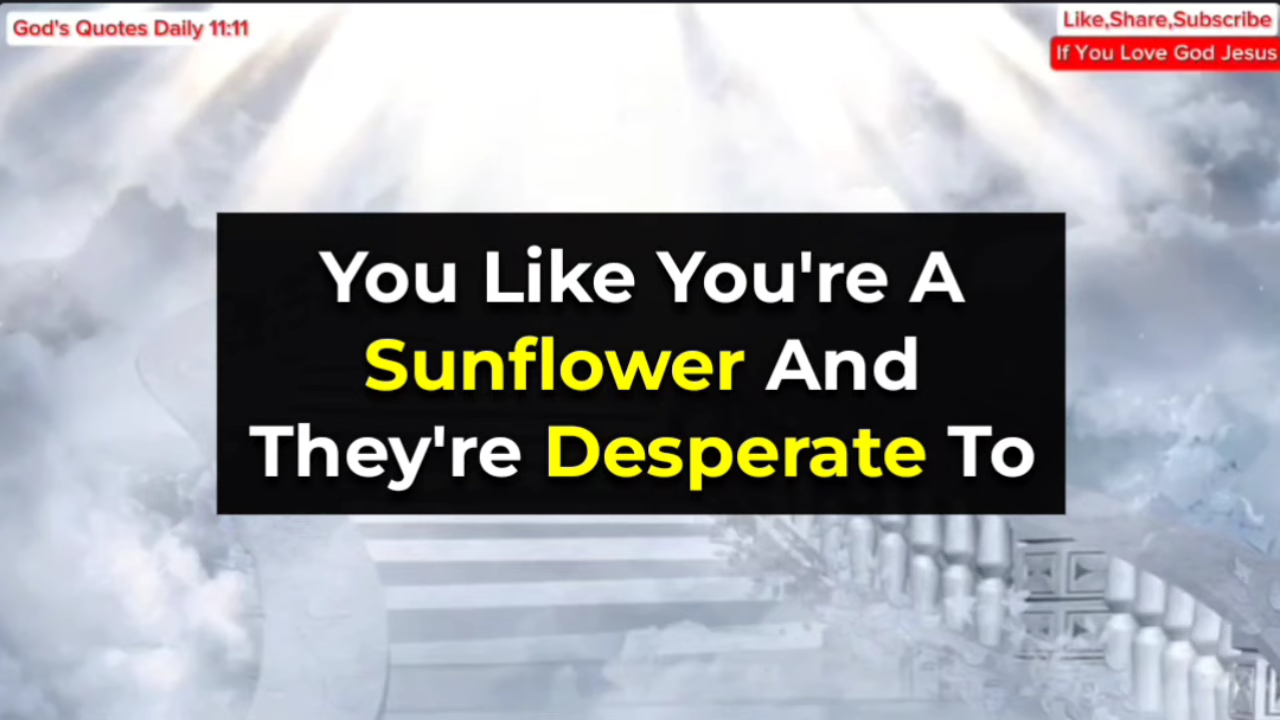 God's Quotes Daily 11:11
Like,Share,Subscribe
If You Love God Jesus
You Like You're A
Sunflower And
They're Desperate To